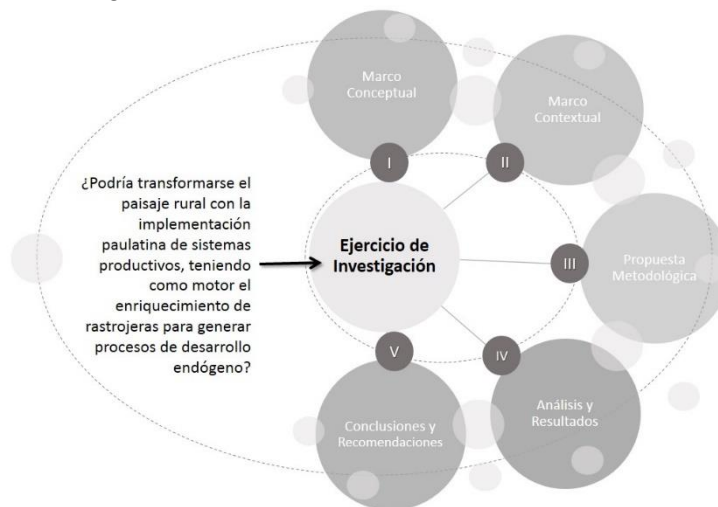 Marco
Conceptual
Marco
Contextual
I
II
¿Podría transformarse el
paisaje rural con la
implementación
paulatina de sistemas
productivos, teniendo
como motor el
enriquecimiento de
rastrojeras para generar
procesos de desarrollo
endógeno?
Ejercicio de
Investigación
III
Propuesta
Metodológica
V
IV
Conclusiones y
Recomendaciones
Análisis y
Resultados